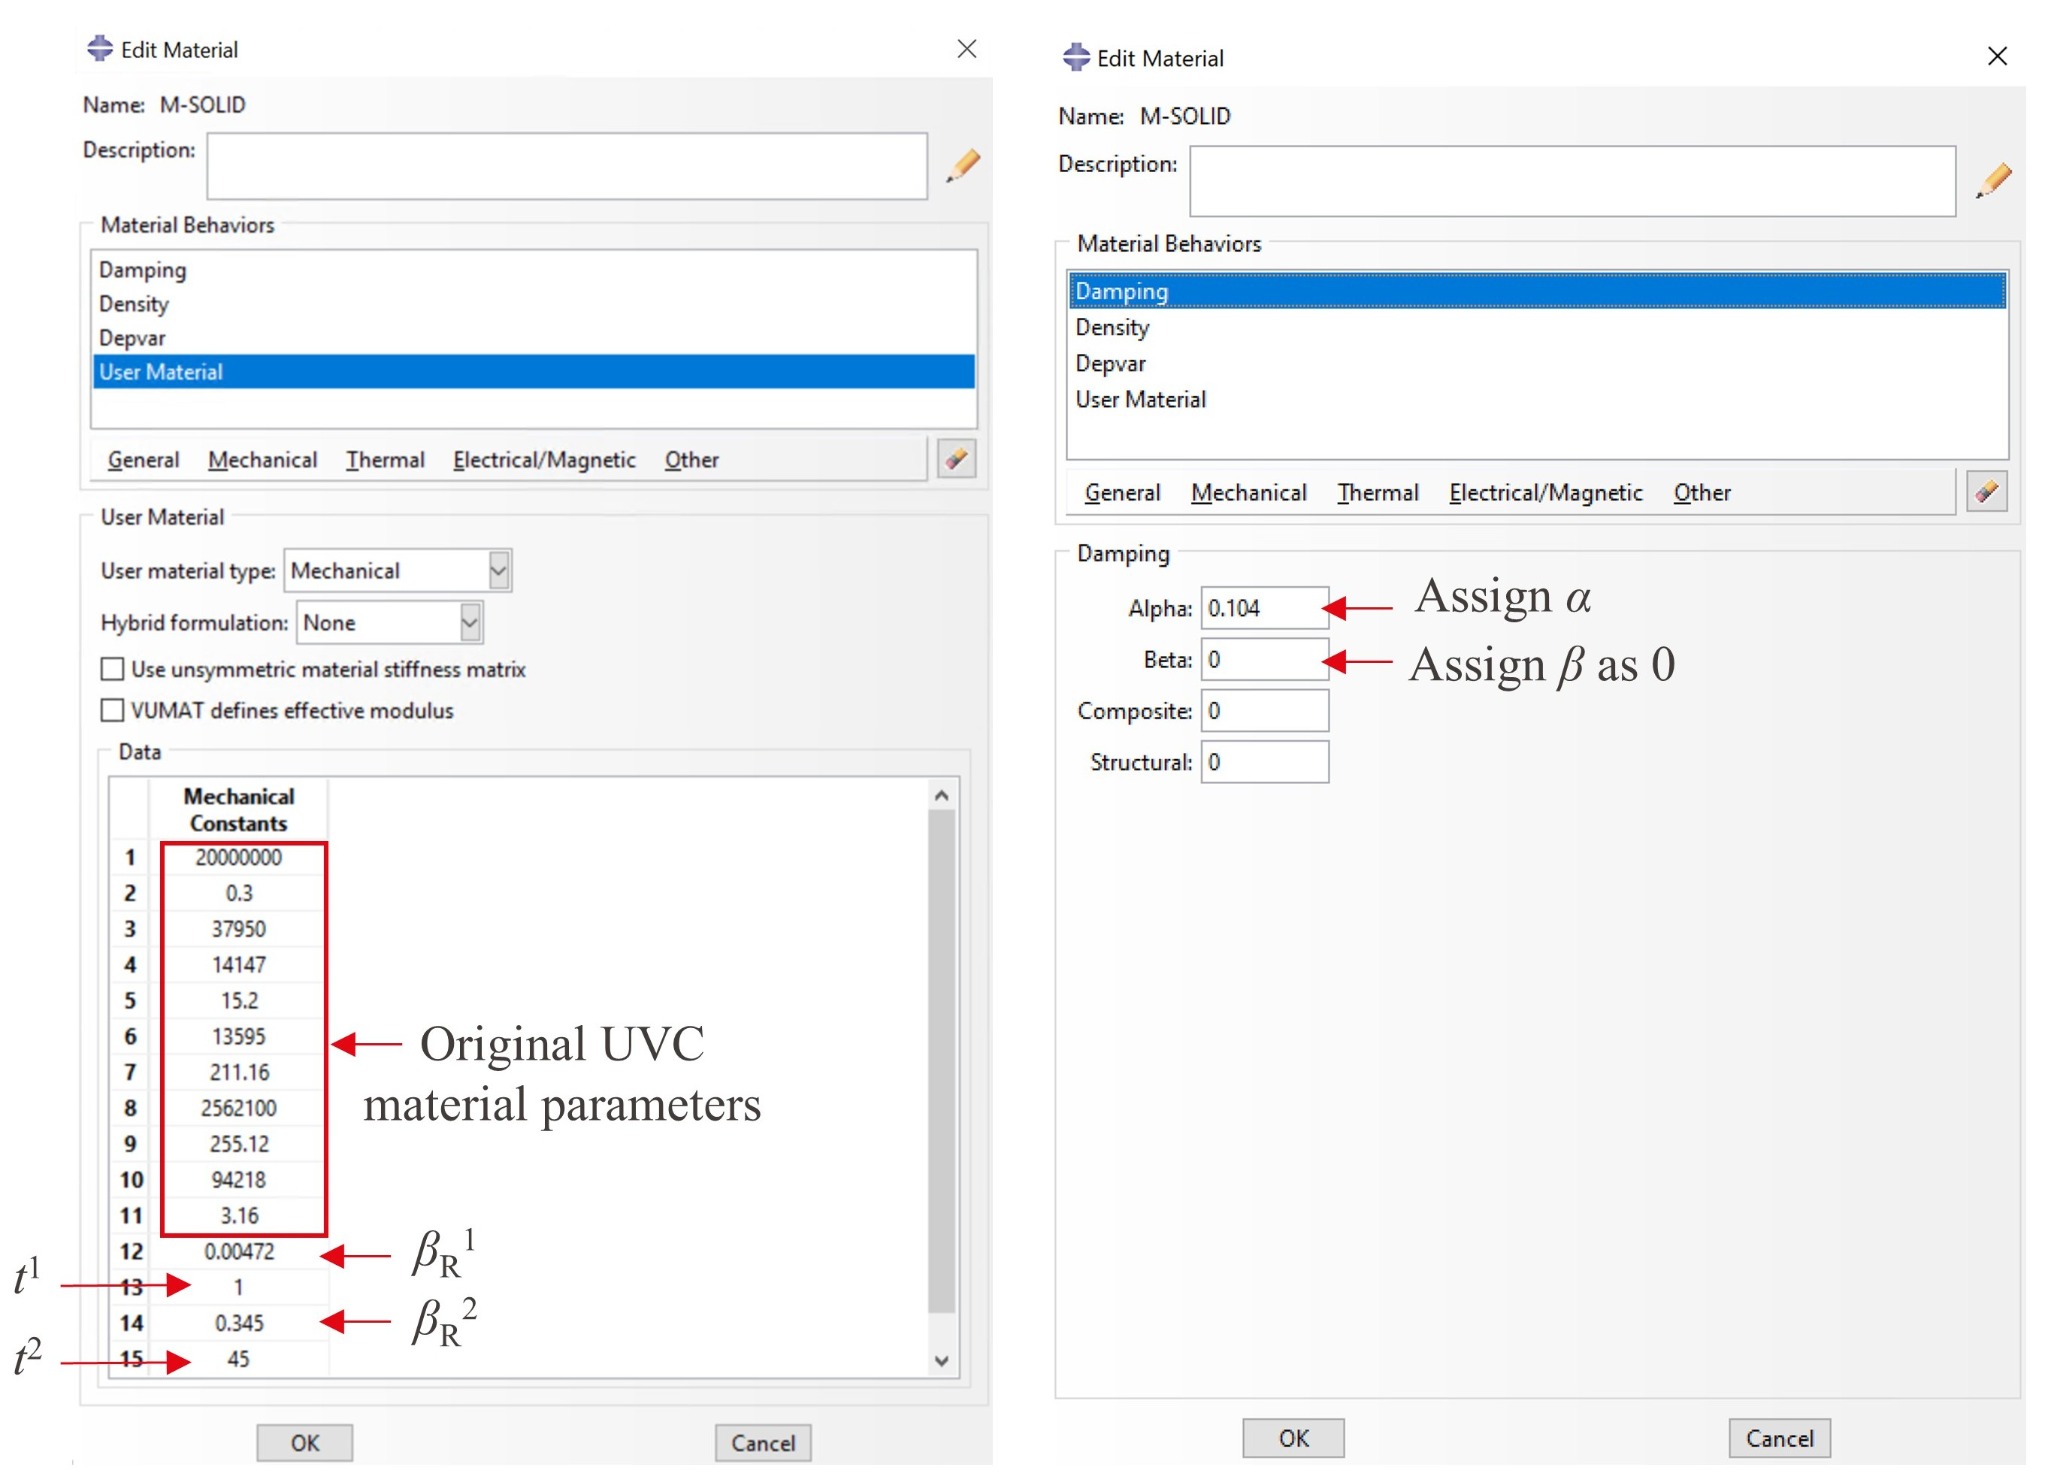 Edit Material
Name: M-SOLID
Description:
Material Behaviors
Damping
Density
Depvar
User Material
General Mechanical Thermal Electrical/Magnetic Other
User Material
User material type: Mechanical
Hybrid formulation: None
Use unsymmetric material stiffness matrix
VUMAT defines effective modulus
Data
Mechanical
Constants
1 20000000
2 0.3
3 37950
4 14147
5 15.2
6 13595
7 211.16
8 2562100
9 255.12
10 94218
11 3.16
12 0.00472
13 1
14 0.345
15 45
Original UVC
material parameters
β_R^1
t^1
β_R^2
t^2
OK Cancel
Edit Material
Name: M-SOLID
Description:
Material Behaviors
Damping
Density
Depvar
User Material
General Mechanical Thermal Electrical/Magnetic Other
Damping
Alpha: 0.104 Assign α
Beta: 0 Assign β as 0
Composite: 0
Structural: 0
OK Cancel